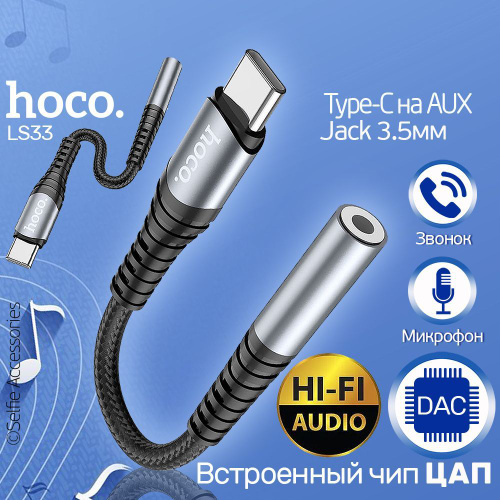 hoco.
LS33
Type-C на AUX
Jack 3.5мм
hoco.
hoco.
Звонок
Микрофон
HI-FI
AUDIO
DAC
Встроенный чип ЦАП
©Selfie Accessories